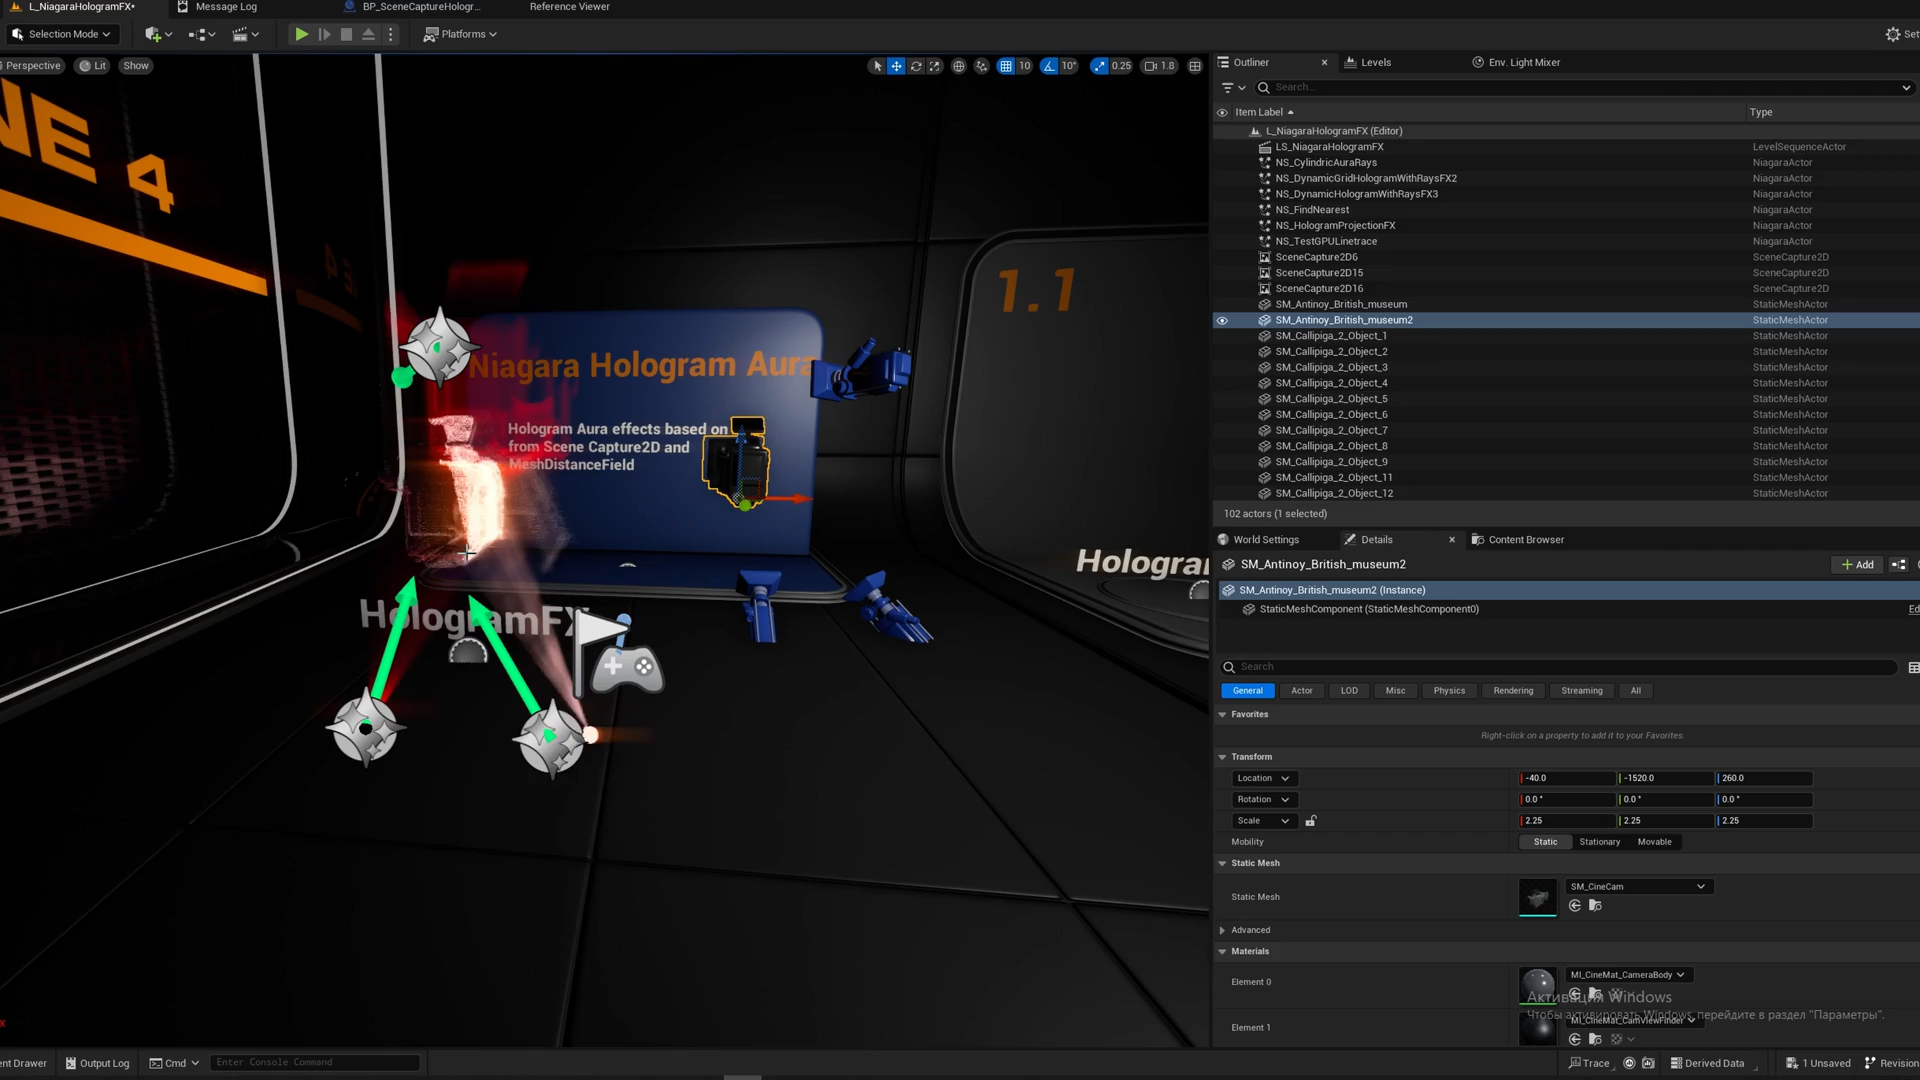 L_NiagaraHologramFX•
Message Log
BP_SceneCaptureHologr...
Reference Viewer
Selection Mode
Platforms
Perspective
Lit
Show
10
10°
0.25
1.8
NE 4
1.1
Niagara Hologram Aura
Hologram Aura effects based on
from Scene Capture2D and
MeshDistanceField
Hologra
HologramFX
Outliner
Levels
Env. Light Mixer
Search...
Item Label
Type
L_NiagaraHologramFX (Editor)
LS_NiagaraHologramFX LevelSequenceActor
NS_CylindricAuraRays NiagaraActor
NS_DynamicGridHologramWithRaysFX2 NiagaraActor
NS_DynamicHologramWithRaysFX3 NiagaraActor
NS_FindNearest NiagaraActor
NS_HologramProjectionFX NiagaraActor
NS_TestGPULinetrace NiagaraActor
SceneCapture2D6 SceneCapture2D
SceneCapture2D15 SceneCapture2D
SceneCapture2D16 SceneCapture2D
SM_Antinoy_British_museum StaticMeshActor
SM_Antinoy_British_museum2 StaticMeshActor
SM_Callipiga_2_Object_1 StaticMeshActor
SM_Callipiga_2_Object_2 StaticMeshActor
SM_Callipiga_2_Object_3 StaticMeshActor
SM_Callipiga_2_Object_4 StaticMeshActor
SM_Callipiga_2_Object_5 StaticMeshActor
SM_Callipiga_2_Object_6 StaticMeshActor
SM_Callipiga_2_Object_7 StaticMeshActor
SM_Callipiga_2_Object_8 StaticMeshActor
SM_Callipiga_2_Object_9 StaticMeshActor
SM_Callipiga_2_Object_11 StaticMeshActor
SM_Callipiga_2_Object_12 StaticMeshActor
102 actors (1 selected)
World Settings
Details
Content Browser
SM_Antinoy_British_museum2
Add
SM_Antinoy_British_museum2 (Instance)
StaticMeshComponent (StaticMeshComponent0)
Ed
Search
General
Actor
LOD
Misc
Physics
Rendering
Streaming
All
Favorites
Right-click on a property to add it to your Favorites.
Transform
Location -40.0 -1520.0 260.0
Rotation 0.0 ° 0.0 ° 0.0 °
Scale 2.25 2.25 2.25
Mobility Static Stationary Movable
Static Mesh
Static Mesh SM_CineCam
Advanced
Materials
Element 0 MI_CineMat_CameraBody
Активация Windows
Чтобы активировать Windows, перейдите в раздел "Параметры".
Element 1 MI_CineMat_CamViewFinder
ent Drawer
Output Log
Cmd
Enter Console Command
Trace
Derived Data
1 Unsaved
Revision
Set